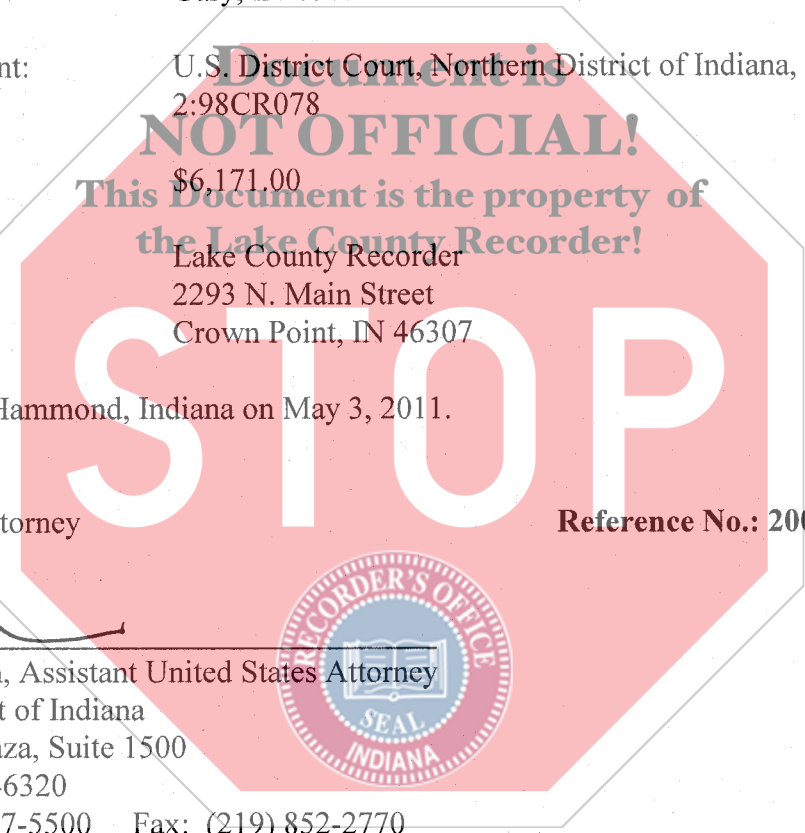 nt: U.S. District Court, Northern District of Indiana,
Document is
2:98CR078
NOT OFFICIAL!
$6,171.00
This Document is the property of
the Lake County Recorder!
Lake County Recorder
2293 N. Main Street
Crown Point, IN 46307
STOP
Hammond, Indiana on May 3, 2011.
ttorney Reference No.: 200
RECORDER'S OFFICE
SEAL
INDIANA
, Assistant United States Attorney
t of Indiana
aza, Suite 1500
-6320
7-5500 Fax: (219) 852-2770